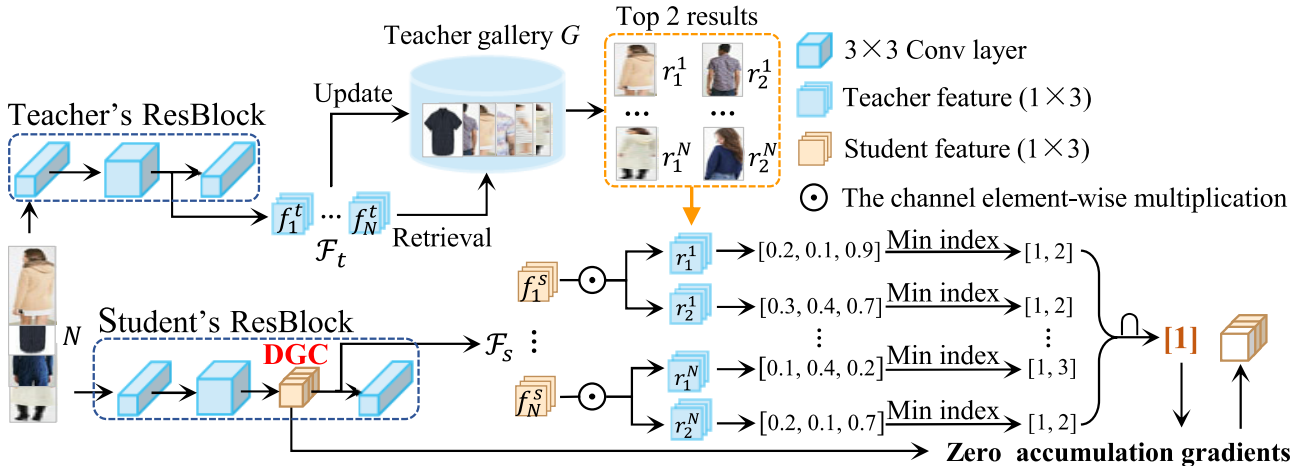 Top 2 results
Teacher gallery G
r_1^1 r_2^1
... ...
r_1^N r_2^N
3×3 Conv layer
Teacher feature (1×3)
Student feature (1×3)
⊙ The channel element-wise multiplication
Update
Teacher's ResBlock
f_1^t ... f_N^t
F_t
Retrieval
N
Student's ResBlock
DGC
F_s
f_1^s ⊙ r_1^1 [0.2, 0.1, 0.9] Min index [1, 2]
r_2^1 [0.3, 0.4, 0.7] Min index [1, 2]
⋮ ⋮ ⋮
f_N^s ⊙ r_1^N [0.1, 0.4, 0.2] Min index [1, 3]
r_2^N [0.2, 0.1, 0.7] Min index [1, 2]
∩ [1]
Zero accumulation gradients